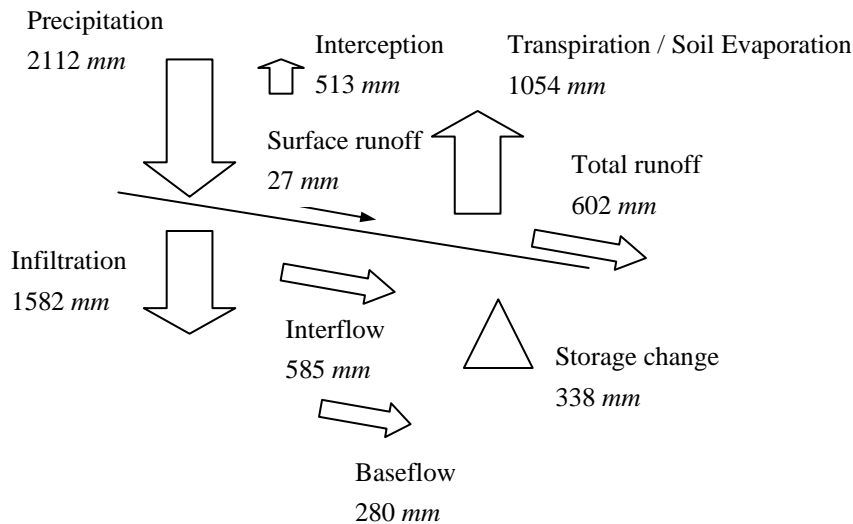 Precipitation
2112 mm
Interception
513 mm
Transpiration / Soil Evaporation
1054 mm
Surface runoff
27 mm
Total runoff
602 mm
Infiltration
1582 mm
Interflow
585 mm
Storage change
338 mm
Baseflow
280 mm